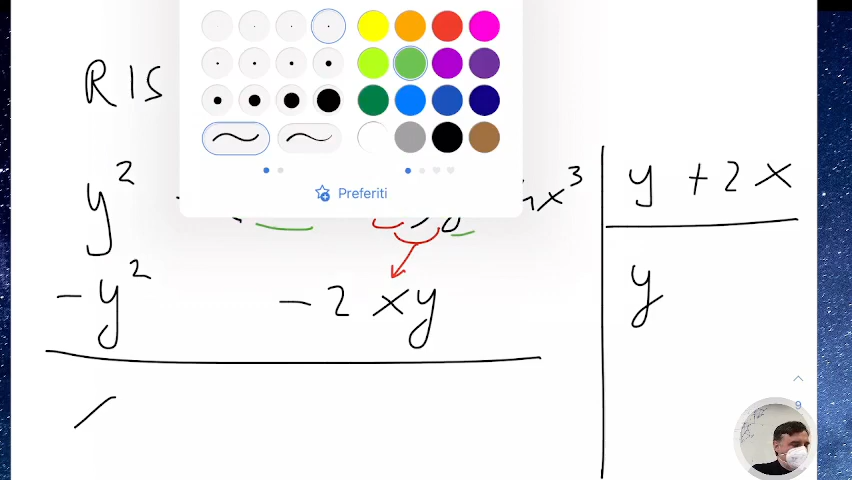 RIS
Preferiti
y² x³ y + 2x
- y² - 2xy y
9